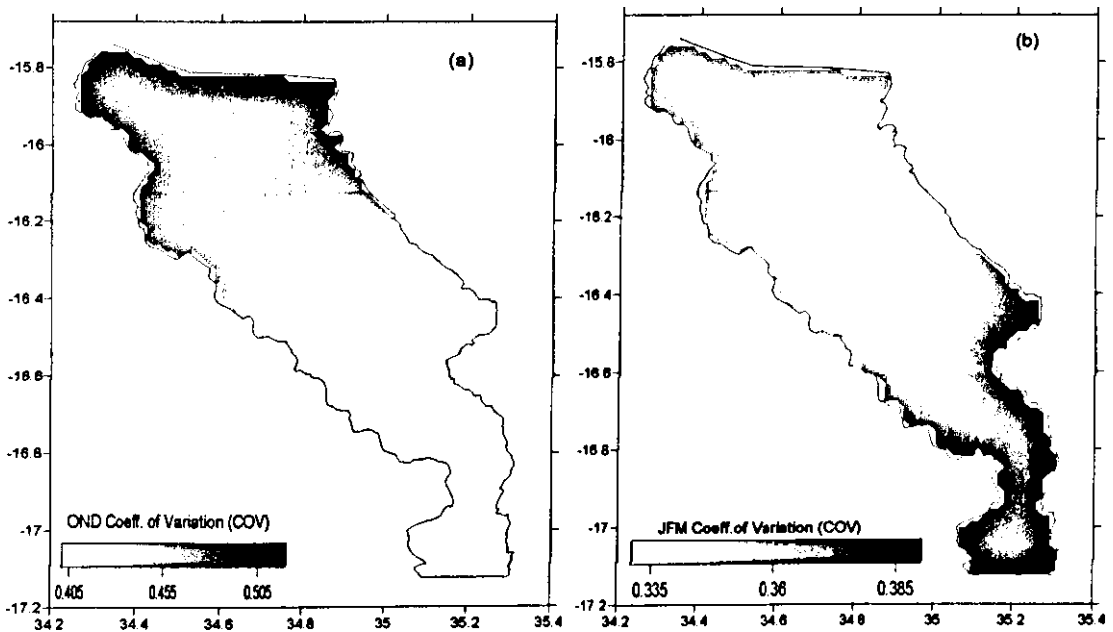 (a)
-15.8
-16
-16.2
-16.4
-16.6
-16.8
-17
-17.2
OND Coeff. of Variation (COV)
0.405 0.455 0.505
34.2 34.4 34.6 34.8 35 35.2 35.4
(b)
-15.8
-16
-16.2
-16.4
-16.6
-16.8
-17
-17.2
JFM Coeff. of Variation (COV)
0.335 0.36 0.385
34.2 34.4 34.6 34.8 35 35.2 35.4